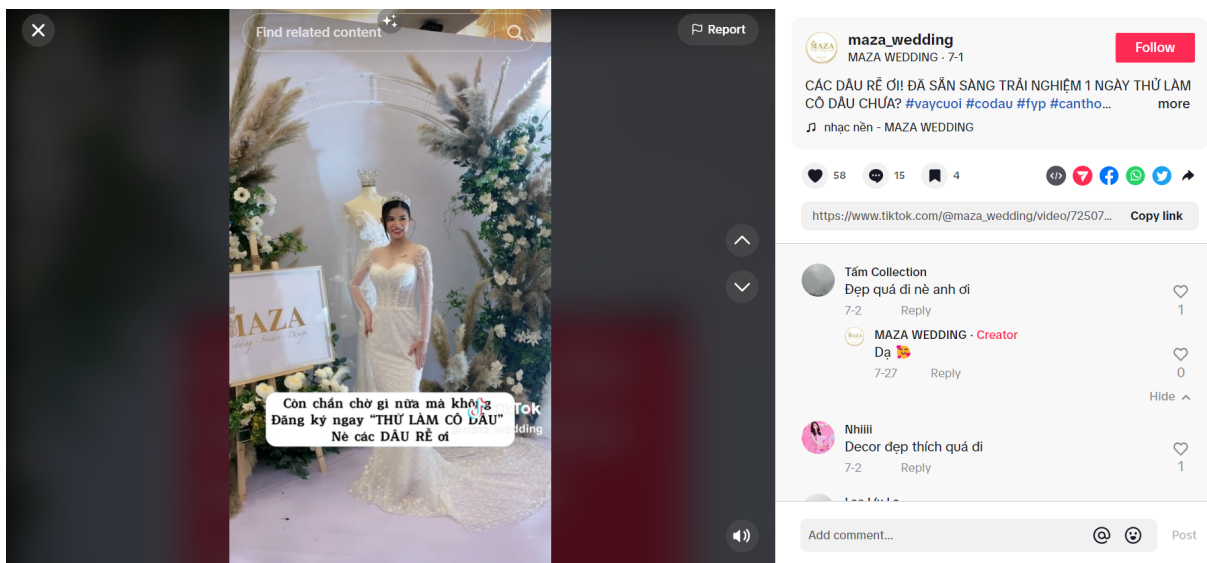 Find related content
Report
MAZA
Wedding Studio Design
Còn chần chờ gì nữa mà không
Đăng ký ngay “THỬ LÀM CÔ DÂU”
Nè các DÂU RỂ ơi
maza_wedding
MAZA WEDDING · 7-1
Follow
CÁC DÂU RỂ ƠI! ĐÃ SẴN SÀNG TRẢI NGHIỆM 1 NGÀY THỬ LÀM
CÔ DÂU CHƯA? #vaycuoi #codau #fyp #cantho...
more
nhạc nền - MAZA WEDDING
58
15
4
https://www.tiktok.com/@maza_wedding/video/72507...
Copy link
Tấm Collection
Đẹp quá đi nè anh ơi
7-2 Reply
1
MAZA WEDDING · Creator
Dạ 🥰
7-27 Reply
0
Hide
Nhiiii
Decor đẹp thích quá đi
7-2 Reply
1
Add comment...
Post